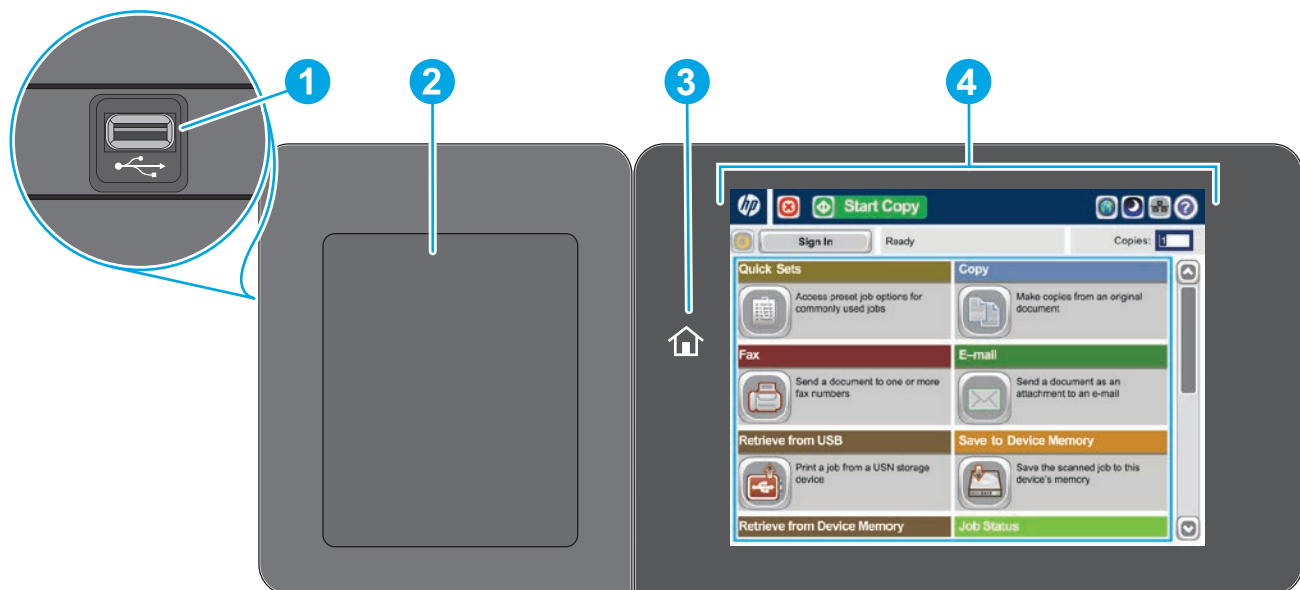 1
2
3
4
hp
Start Copy
Sign In
Ready
Copies: 1
Quick Sets
Access preset job options for
commonly used jobs
Copy
Make copies from an original
document
Fax
Send a document to one or more
fax numbers
E-mail
Send a document as an
attachment to an e-mail
Retrieve from USB
Print a job from a USN storage
device
Save to Device Memory
Save the scanned job to this
device's memory
Retrieve from Device Memory
Job Status